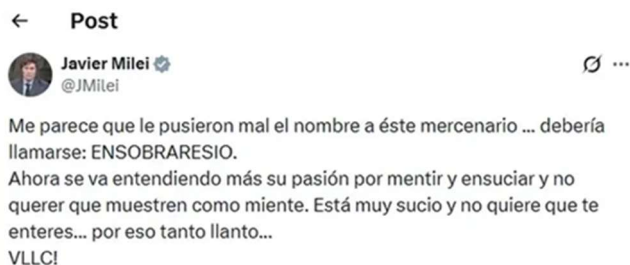 Post
Javier Milei
@JMilei
Me parece que le pusieron mal el nombre a éste mercenario ... debería
llamarse: ENSOBRARESIO.
Ahora se va entendiendo más su pasión por mentir y ensuciar y no
querer que muestren como miente. Está muy sucio y no quiere que te
enteres... por eso tanto llanto...
VLLC!